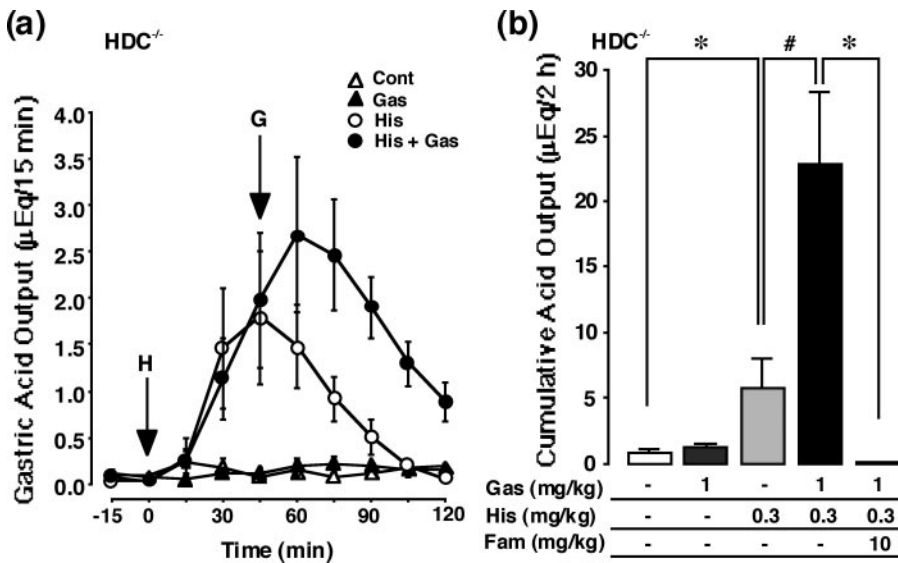 (a)
HDC-/-
Cont
Gas
His
His + Gas
G
H
Gastric Acid Output (μEq/15 min)
4.0
3.5
3.0
2.5
2.0
1.5
1.0
0.5
0.0
-15 0 30 60 90 120
Time (min)
(b)
HDC-/-
* # *
Cumulative Acid Output (μEq/2 h)
30
25
20
15
10
5
0
Gas (mg/kg) - 1 - 1 1
His (mg/kg) - - 0.3 0.3 0.3
Fam (mg/kg) - - - - 10